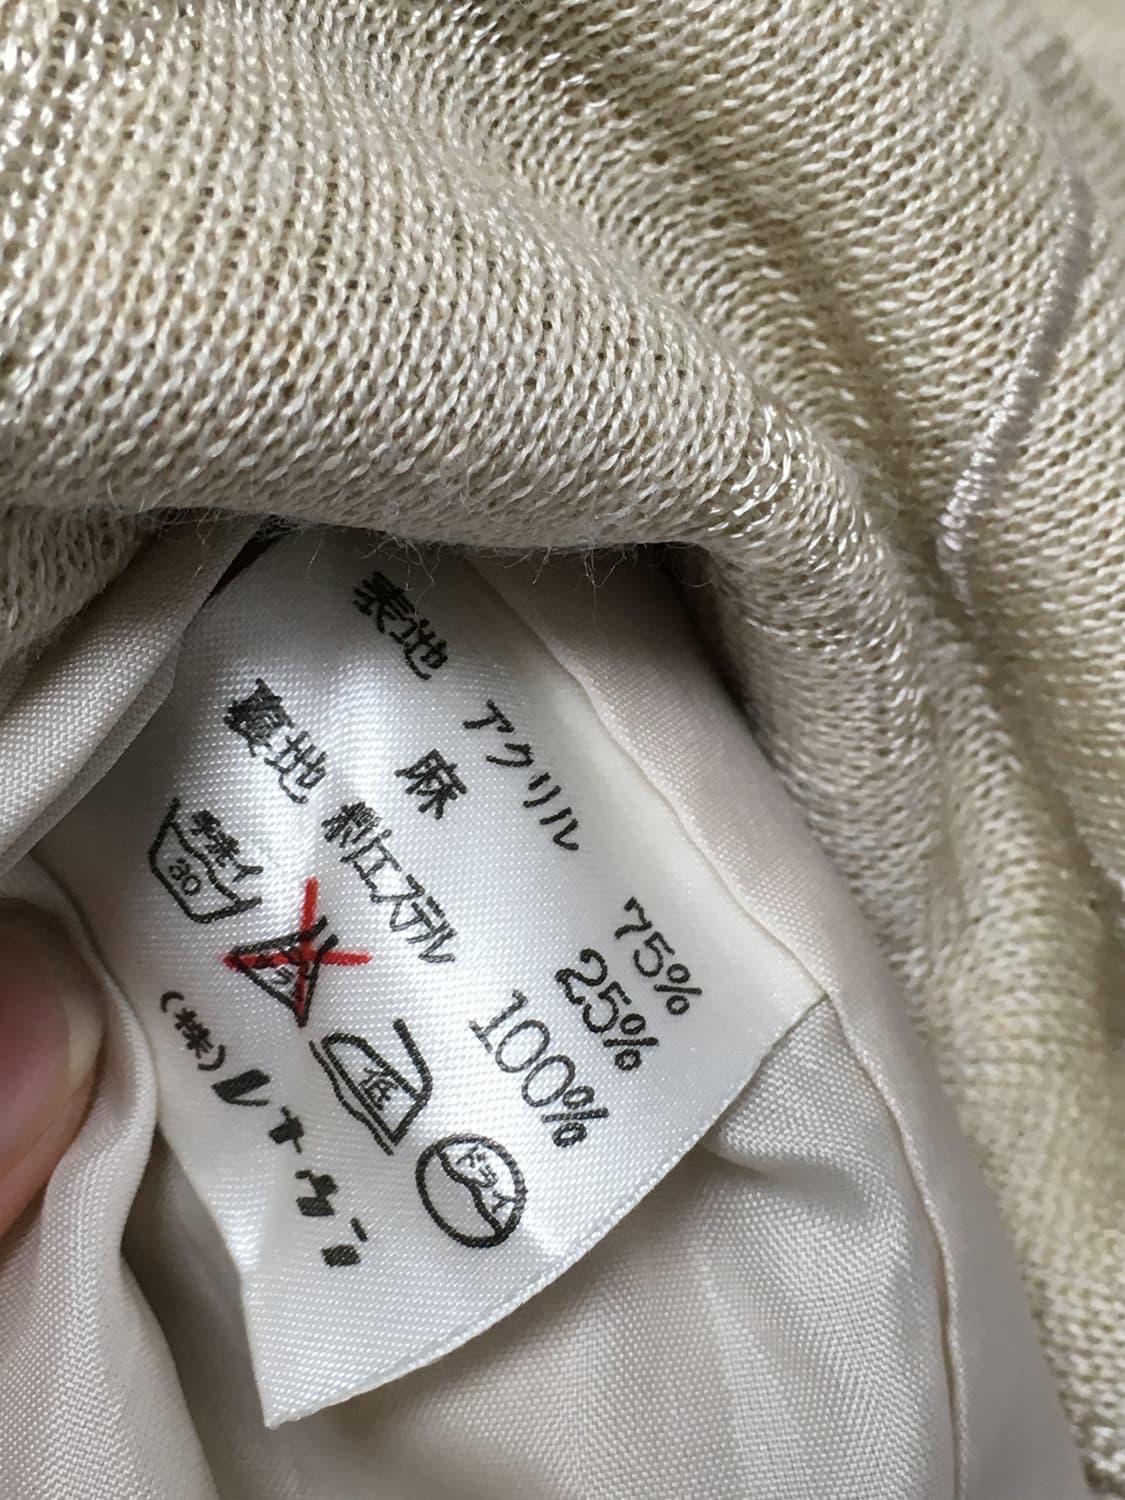 表地 アクリル 75%
麻 25%
裏地 ポリエステル 100%
手洗イ 30
低
ドライ
(株)レナウン